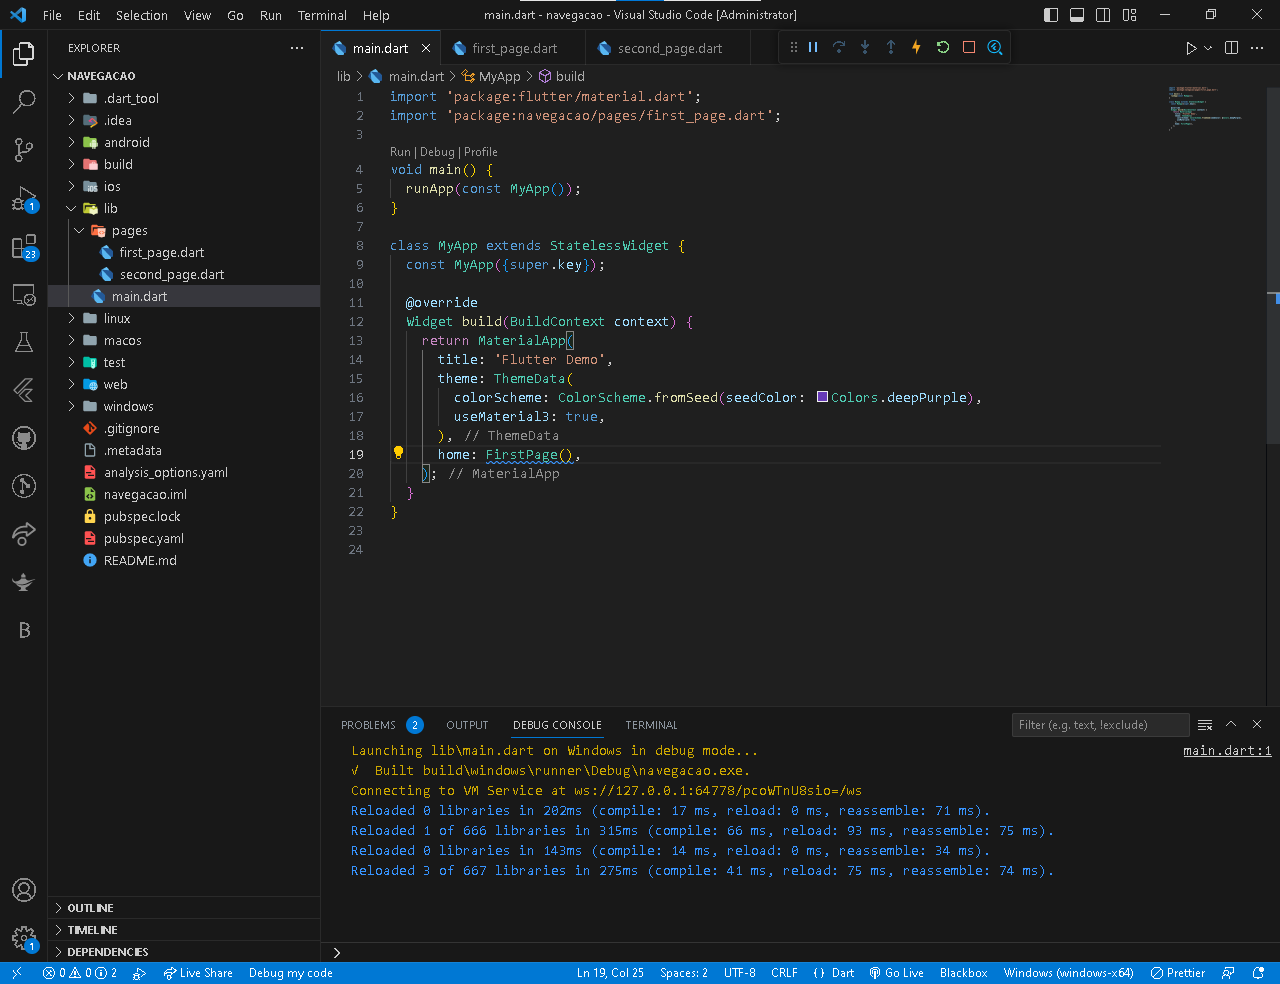 File Edit Selection View Go Run Terminal Help
main.dart - navegacao - Visual Studio Code [Administrator]
EXPLORER
NAVEGACAO
.dart_tool
.idea
android
build
ios
lib
pages
first_page.dart
second_page.dart
main.dart
linux
macos
test
web
windows
.gitignore
.metadata
analysis_options.yaml
navegacao.iml
pubspec.lock
pubspec.yaml
README.md
OUTLINE
TIMELINE
DEPENDENCIES
1
23
1
B
main.dart first_page.dart second_page.dart
lib > main.dart > MyApp > build
1 import 'package:flutter/material.dart';
2 import 'package:navegacao/pages/first_page.dart';
3
Run | Debug | Profile
4 void main() {
5 runApp(const MyApp());
6 }
7
8 class MyApp extends StatelessWidget {
9 const MyApp({super.key});
10
11 @override
12 Widget build(BuildContext context) {
13 return MaterialApp(
14 title: 'Flutter Demo',
15 theme: ThemeData(
16 colorScheme: ColorScheme.fromSeed(seedColor: Colors.deepPurple),
17 useMaterial3: true,
18 ), // ThemeData
19 home: FirstPage(),
20 ); // MaterialApp
21 }
22 }
23
24
PROBLEMS 2 OUTPUT DEBUG CONSOLE TERMINAL Filter (e.g. text, !exclude)
Launching lib\main.dart on Windows in debug mode... main.dart:1
√ Built build\windows\runner\Debug\navegacao.exe.
Connecting to VM Service at ws://127.0.0.1:64778/pcoWTnU8sio=/ws
Reloaded 0 libraries in 202ms (compile: 17 ms, reload: 0 ms, reassemble: 71 ms).
Reloaded 1 of 666 libraries in 315ms (compile: 66 ms, reload: 93 ms, reassemble: 75 ms).
Reloaded 0 libraries in 143ms (compile: 14 ms, reload: 0 ms, reassemble: 34 ms).
Reloaded 3 of 667 libraries in 275ms (compile: 41 ms, reload: 75 ms, reassemble: 74 ms).
0 0 2 Live Share Debug my code Ln 19, Col 25 Spaces: 2 UTF-8 CRLF {} Dart Go Live Blackbox Windows (windows-x64) Prettier